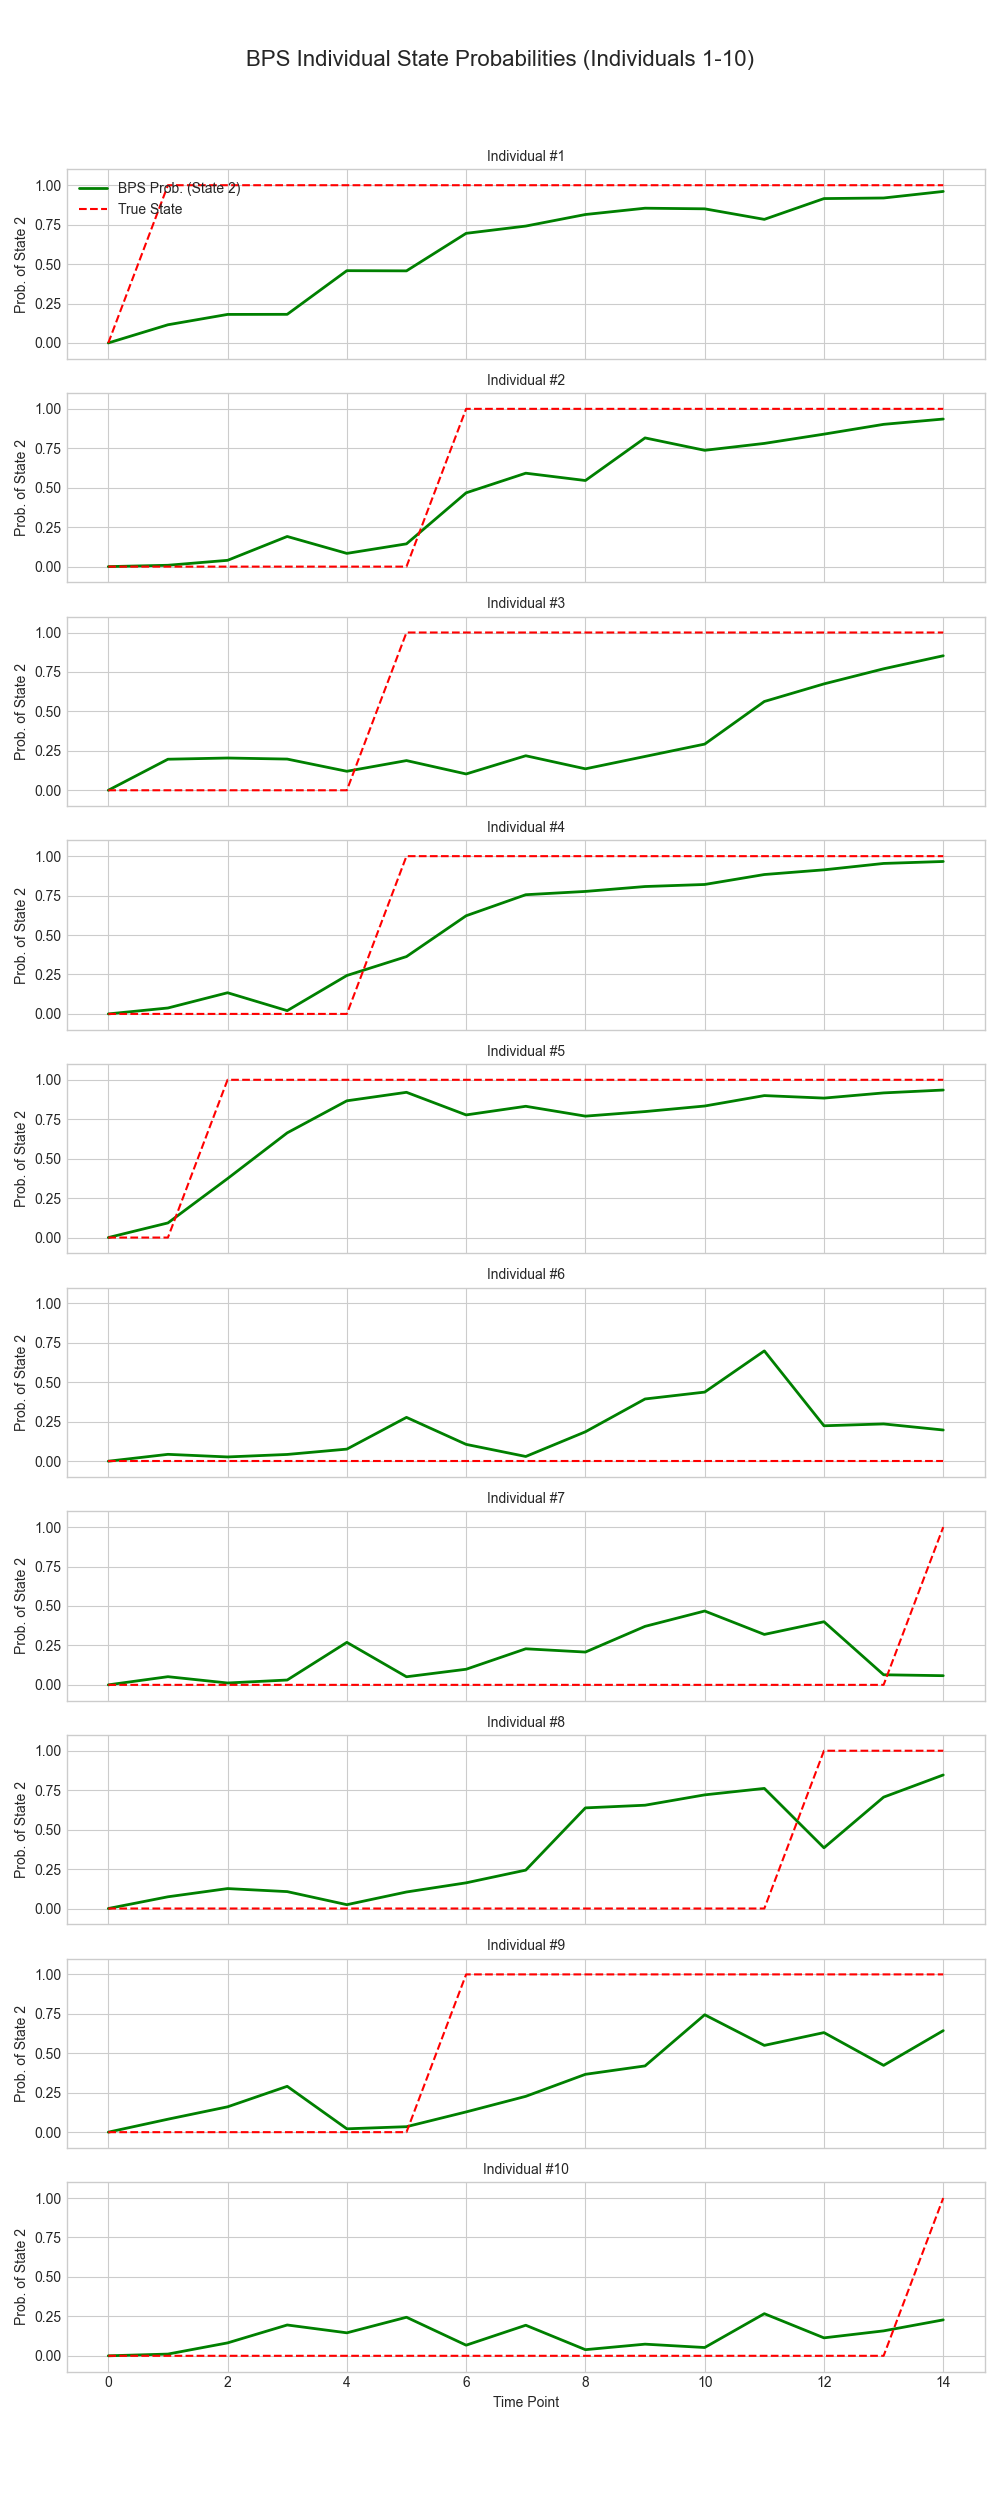 BPS Individual State Probabilities (Individuals 1-10)
Individual #1
1.00
0.75
0.50
0.25
0.00
Prob. of State 2
BPS Prob. (State 2)
True State
Individual #2
1.00
0.75
0.50
0.25
0.00
Prob. of State 2
Individual #3
1.00
0.75
0.50
0.25
0.00
Prob. of State 2
Individual #4
1.00
0.75
0.50
0.25
0.00
Prob. of State 2
Individual #5
1.00
0.75
0.50
0.25
0.00
Prob. of State 2
Individual #6
1.00
0.75
0.50
0.25
0.00
Prob. of State 2
Individual #7
1.00
0.75
0.50
0.25
0.00
Prob. of State 2
Individual #8
1.00
0.75
0.50
0.25
0.00
Prob. of State 2
Individual #9
1.00
0.75
0.50
0.25
0.00
Prob. of State 2
Individual #10
1.00
0.75
0.50
0.25
0.00
Prob. of State 2
0 2 4 6 8 10 12 14
Time Point